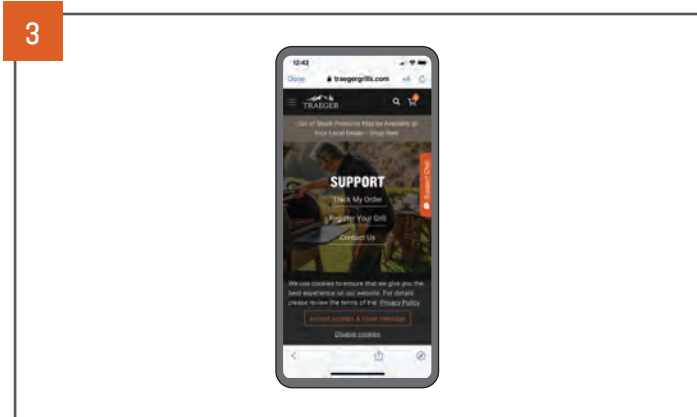 3
12:42
Done
traegergrills.com
AA
TRAEGER
Out of Stock Products May be Available at
Your Local Retailer - Shop Here
Support Chat
SUPPORT
Track My Order
Register Your Grill
Contact Us
We use cookies to ensure that we give you the
best experience on our website. For details
please review the terms of the Privacy Policy
Accept cookies & close message
Disable cookies